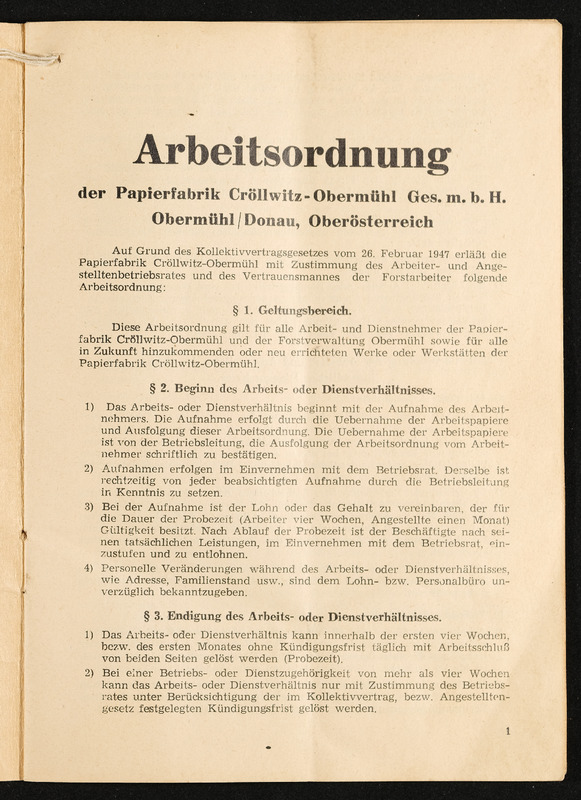 Arbeitsordnung
der Papierfabrik Cröllwitz-Obermühl Ges. m. b. H.
Obermühl/Donau, Oberösterreich
Auf Grund des Kollektivvertragsgesetzes vom 26. Februar 1947 erläßt die
Papierfabrik Cröllwitz-Obermühl mit Zustimmung des Arbeiter- und Ange-
stelltenbetriebsrates und des Vertrauensmannes der Forstarbeiter folgende
Arbeitsordnung:
§ 1. Geltungsbereich.
Diese Arbeitsordnung gilt für alle Arbeit- und Dienstnehmer der Papier-
fabrik Cröllwitz-Obermühl und der Forstverwaltung Obermühl sowie für alle
in Zukunft hinzukommenden oder neu errichteten Werke oder Werkstätten der
Papierfabrik Cröllwitz-Obermühl.
§ 2. Beginn des Arbeits- oder Dienstverhältnisses.
1) Das Arbeits- oder Dienstverhältnis beginnt mit der Aufnahme des Arbeit-
nehmers. Die Aufnahme erfolgt durch die Uebernahme der Arbeitspapiere
und Ausfolgung dieser Arbeitsordnung. Die Uebernahme der Arbeitspapiere
ist von der Betriebsleitung, die Ausfolgung der Arbeitsordnung vom Arbeit-
nehmer schriftlich zu bestätigen.
2) Aufnahmen erfolgen im Einvernehmen mit dem Betriebsrat. Derselbe ist
rechtzeitig von jeder beabsichtigten Aufnahme durch die Betriebsleitung
in Kenntnis zu setzen.
3) Bei der Aufnahme ist der Lohn oder das Gehalt zu vereinbaren, der für
die Dauer der Probezeit (Arbeiter vier Wochen, Angestellte einen Monat)
Gültigkeit besitzt. Nach Ablauf der Probezeit ist der Beschäftigte nach sei-
nen tatsächlichen Leistungen, im Einvernehmen mit dem Betriebsrat, ein-
zustufen und zu entlohnen.
4) Personelle Veränderungen während des Arbeits- oder Dienstverhältnisses,
wie Adresse, Familienstand usw., sind dem Lohn- bzw. Personalbüro un-
verzüglich bekanntzugeben.
§ 3. Endigung des Arbeits- oder Dienstverhältnisses.
1) Das Arbeits- oder Dienstverhältnis kann innerhalb der ersten vier Wochen,
bezw. des ersten Monates ohne Kündigungsfrist täglich mit Arbeitsschluß
von beiden Seiten gelöst werden (Probezeit).
2) Bei einer Betriebs- oder Dienstzugehörigkeit von mehr als vier Wochen
kann das Arbeits- oder Dienstverhältnis nur mit Zustimmung des Betriebs-
rates unter Berücksichtigung der im Kollektivvertrag, bezw. Angestellten-
gesetz festgelegten Kündigungsfrist gelöst werden.
1